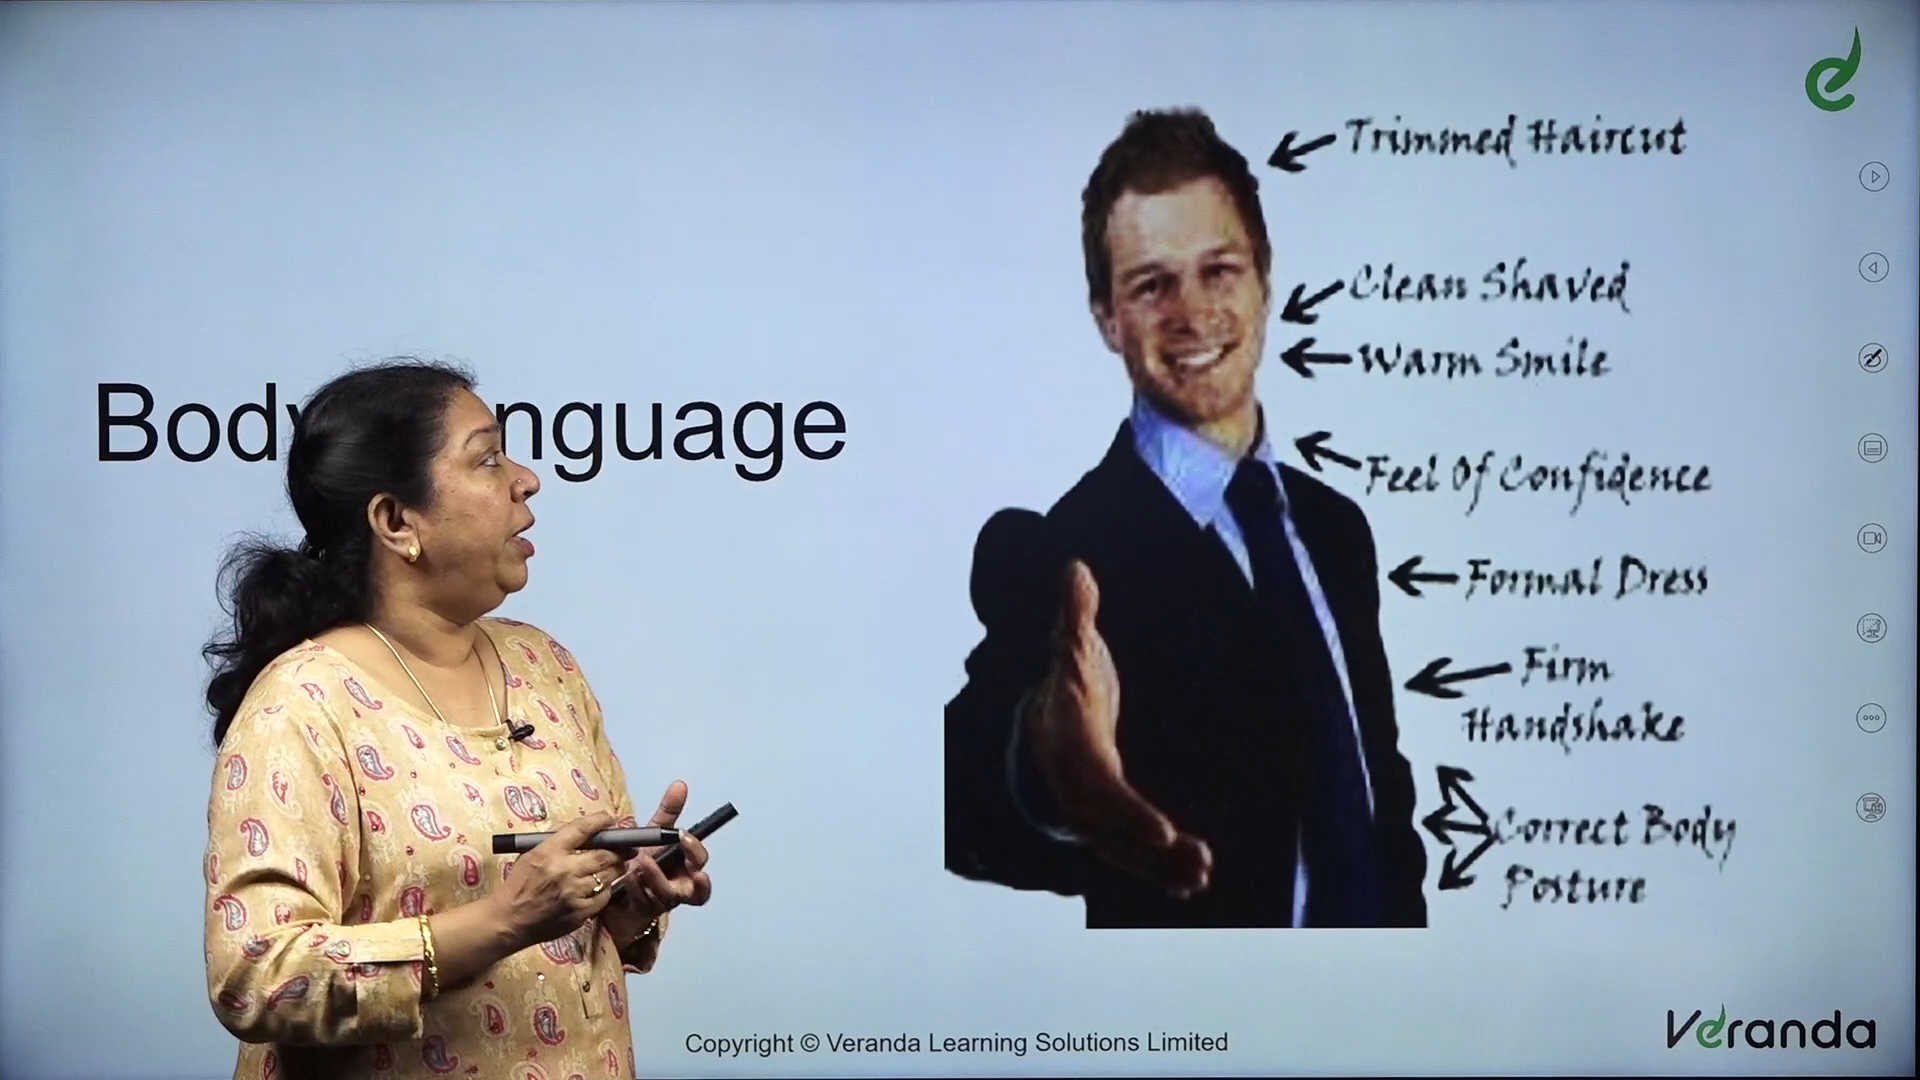 Trimmed Haircut
Clean Shaved
Warm Smile
Body nguage
Feel Of Confidence
Formal Dress
Firm
Handshake
Correct Body
Posture
Copyright © Veranda Learning Solutions Limited
Veranda